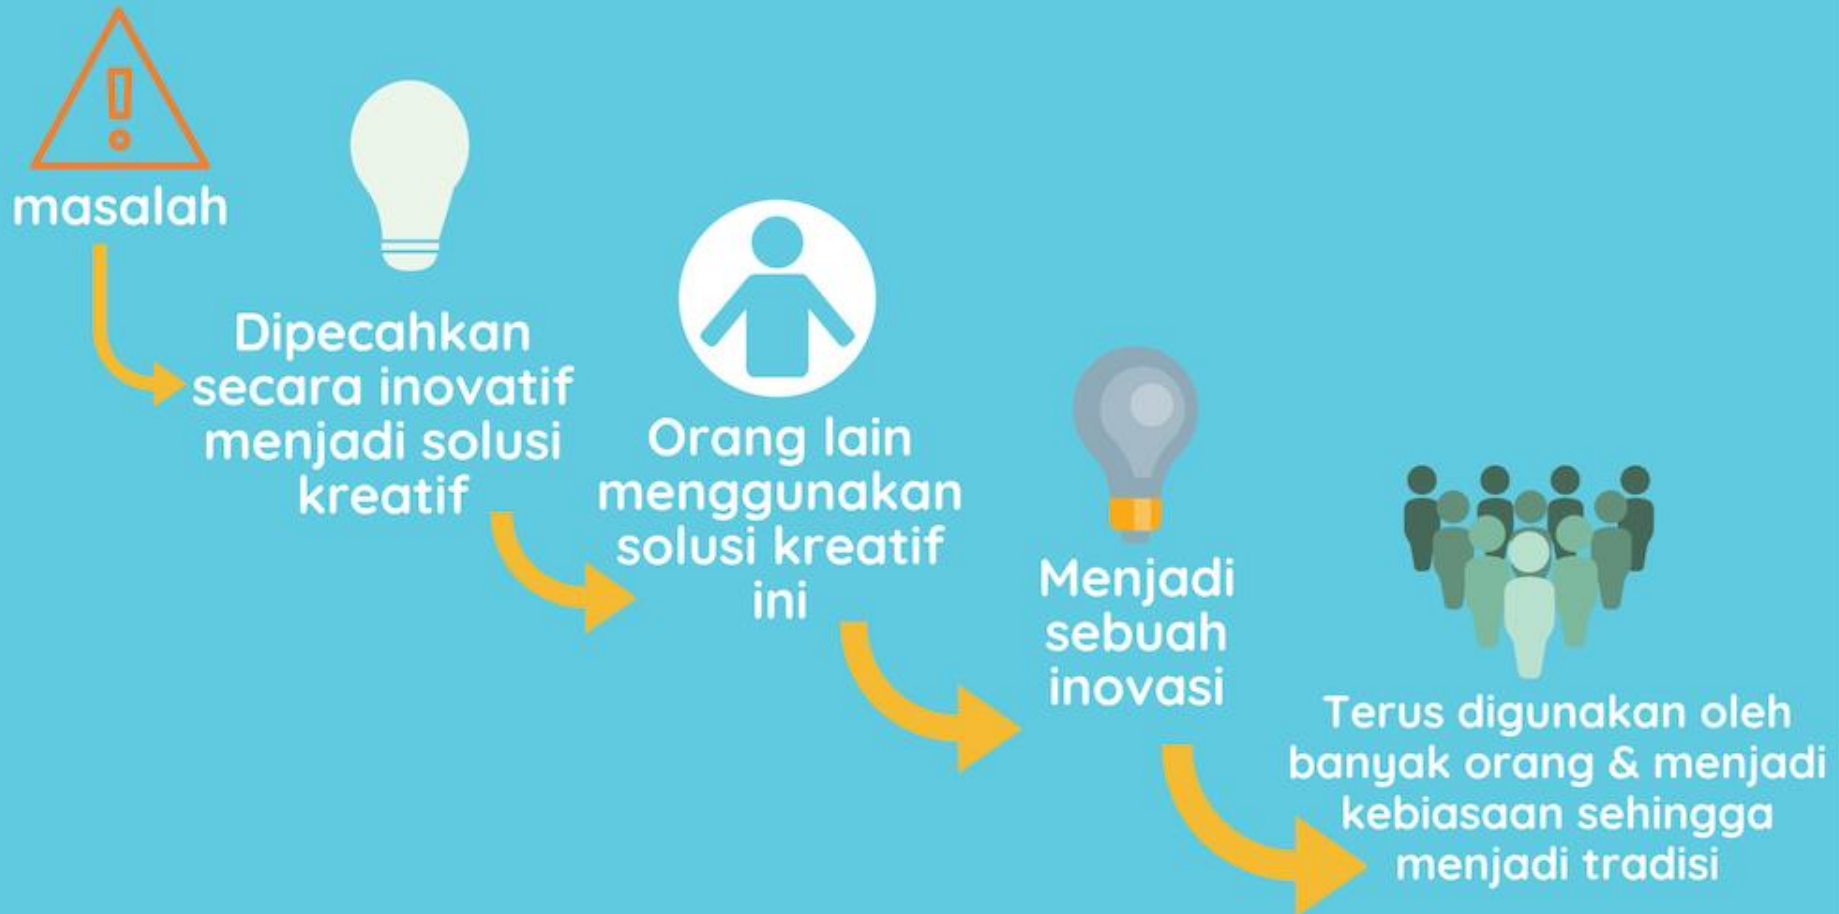 masalah
Dipecahkan
secara inovatif
menjadi solusi
kreatif
Orang lain
menggunakan
solusi kreatif
ini
Menjadi
sebuah
inovasi
Terus digunakan oleh
banyak orang & menjadi
kebiasaan sehingga
menjadi tradisi